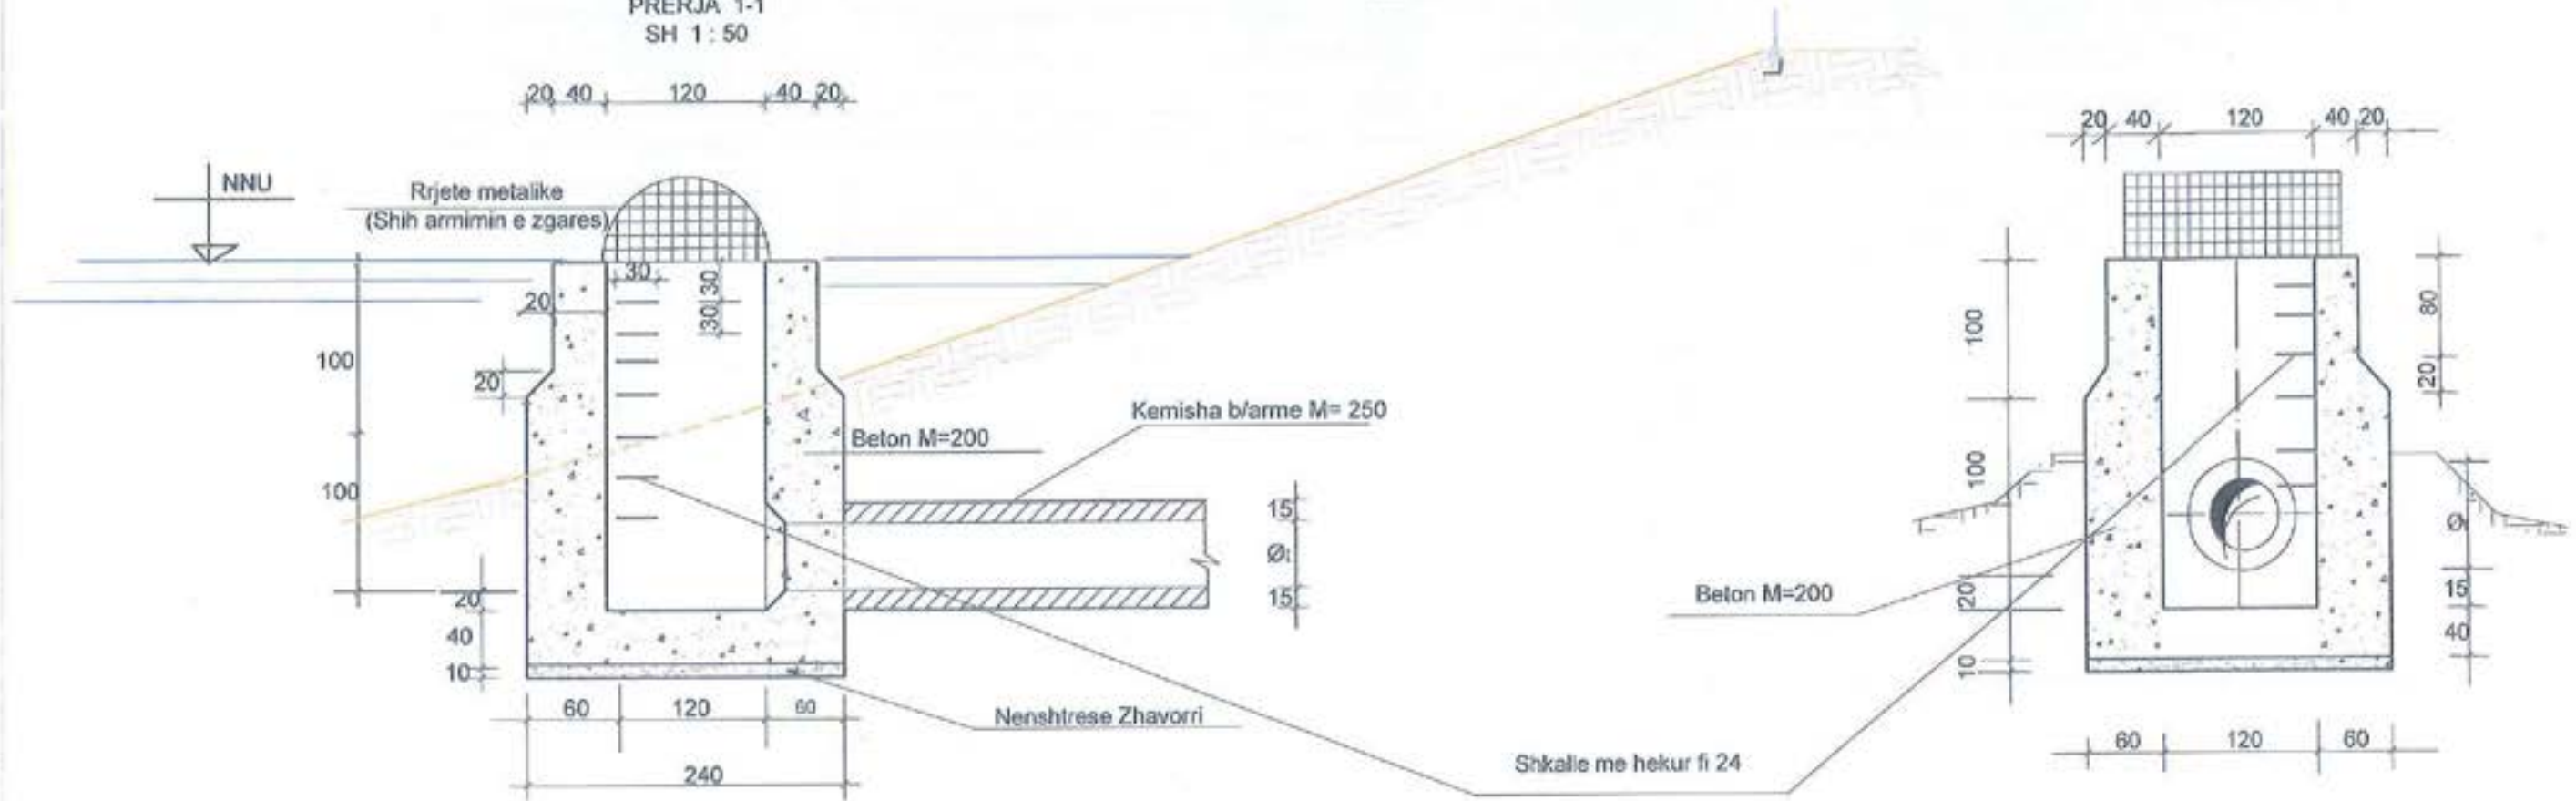 PRERJA 1-1
SH 1 : 50
20 40 120 40 20
NNU
Rrjete metalike
(Shih armimin e zgares)
30
30
30
20
100
20
100
Kemisha b/arme M= 250
Beton M=200
15
Ø
15
20
40
10
60 120 60
Nenshtrese Zhavorri
240
Shkalle me hekur fi 24
20 40 120 40 20
100
80
20
100
Ø
Beton M=200
20
15
40
10
60 120 60